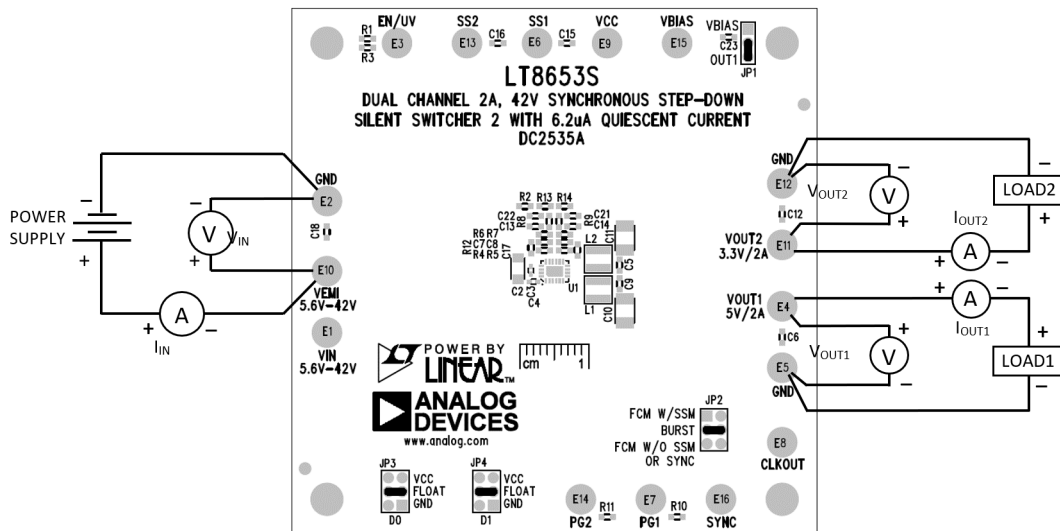 EN/UV
SS2
SS1
VCC
VBIAS
R1
R3
E3
E13
C16
E6
C15
E9
E15
VBIAS
C23
OUT1
JP1
LT8653S
DUAL CHANNEL 2A, 42V SYNCHRONOUS STEP-DOWN
SILENT SWITCHER 2 WITH 6.2uA QUIESCENT CURRENT
DC2535A
POWER
SUPPLY
−
+
−
V
VIN
+
+
A
−
IIN
GND
E2
C18
E10
VEMI
5.6V-42V
E1
VIN
5.6V-42V
R2 R13 R14
C22
C13
R8
R9
C21
C14
C11
R6 R7
C7 C8
R4 R5
R12
C17
L2
C5
C2
C3
C4
U1
L1
C9
C10
GND
E12
C12
E11
VOUT2
3.3V/2A
VOUT2
−
V
+
IOUT2
+
A
−
−
LOAD2
+
VOUT1
5V/2A
E4
C6
E5
GND
VOUT1
+
V
−
+
A
−
IOUT1
+
LOAD1
−
POWER BY
LINEAR™
cm 1
ANALOG
DEVICES
www.analog.com
JP2
FCM W/SSM
BURST
FCM W/O SSM
OR SYNC
E8
CLKOUT
JP3
VCC
FLOAT
GND
D0
JP4
VCC
FLOAT
GND
D1
E14
PG2
R11
E7
PG1
R10
E16
SYNC